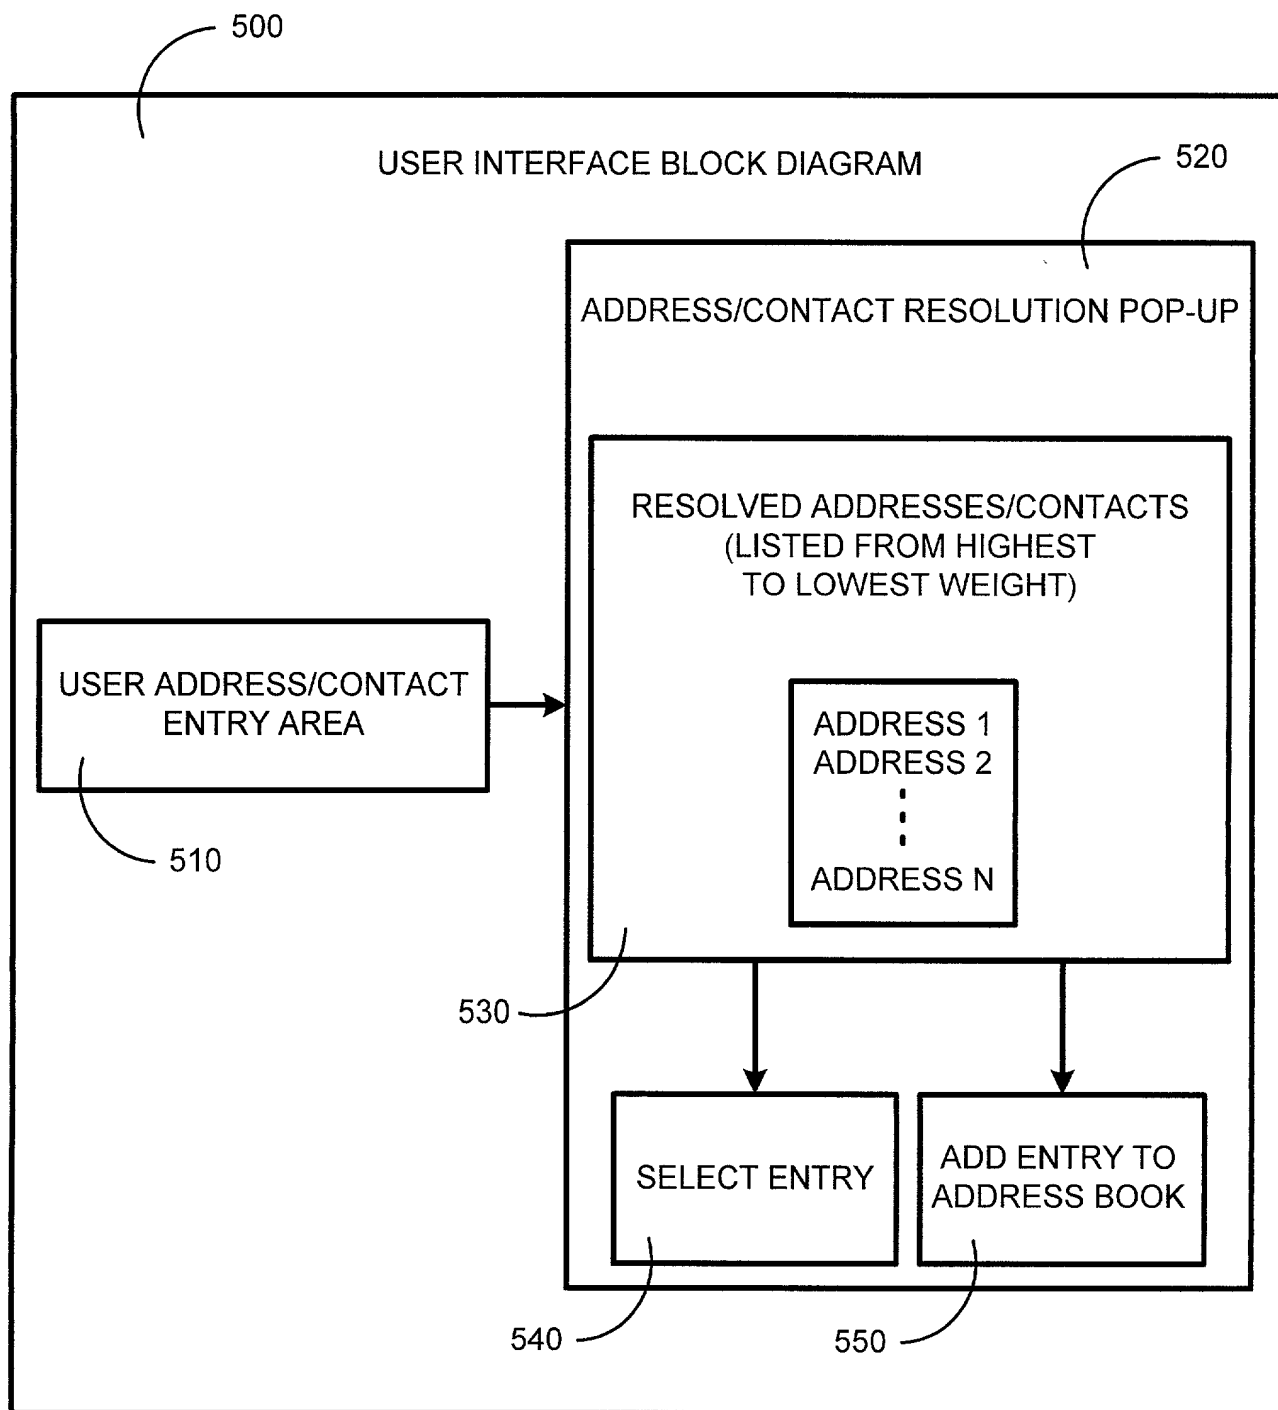 500
USER INTERFACE BLOCK DIAGRAM
520
ADDRESS/CONTACT RESOLUTION POP-UP
RESOLVED ADDRESSES/CONTACTS
(LISTED FROM HIGHEST
TO LOWEST WEIGHT)
USER ADDRESS/CONTACT
ENTRY AREA
510
ADDRESS 1
ADDRESS 2
ADDRESS N
530
SELECT ENTRY
540
ADD ENTRY TO
ADDRESS BOOK
550